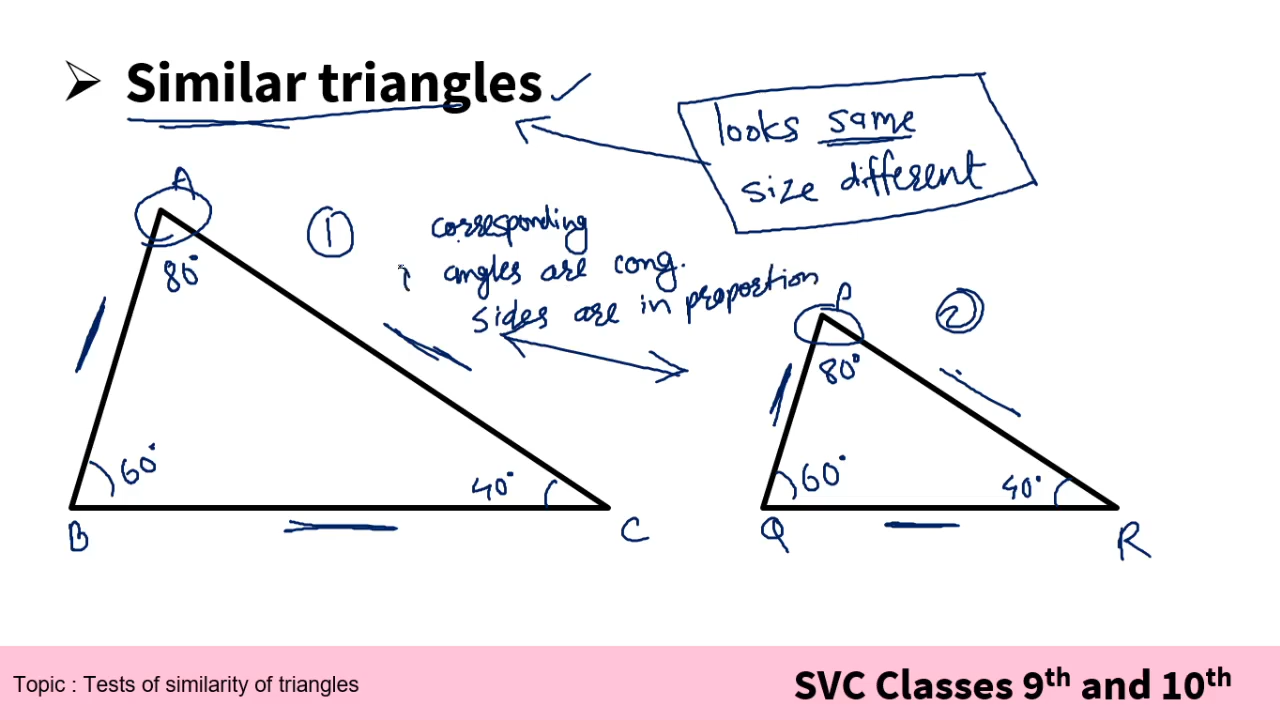 Similar triangles
looks same
size different
A
①
corresponding
angles are cong.
sides are in proportion
80°
P
②
80°
60°
40°
60°
40°
B
C
Q
R
Topic : Tests of similarity of triangles
SVC Classes 9th and 10th